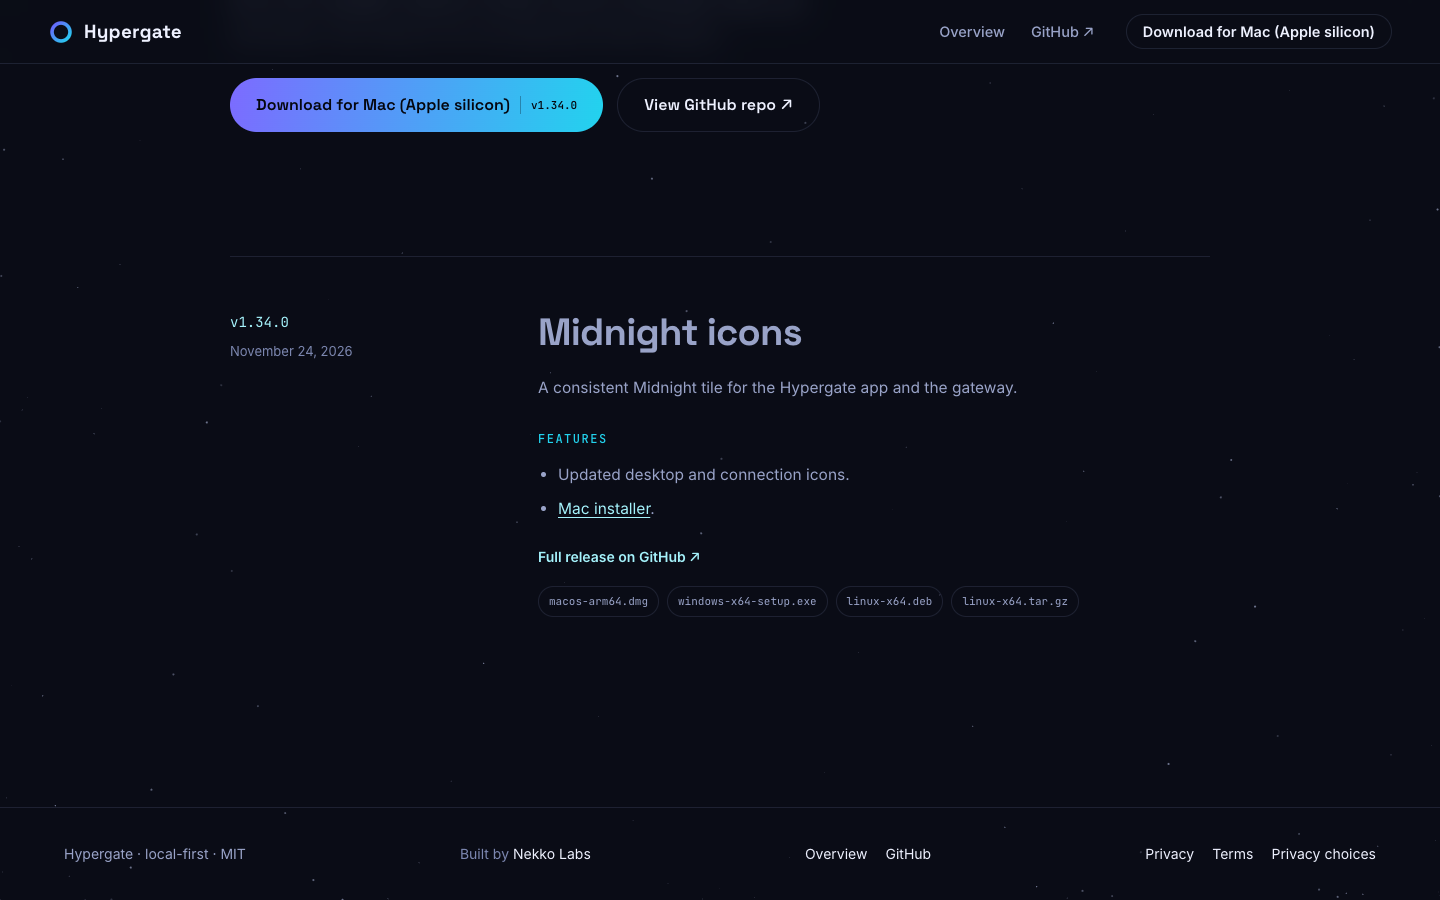 Hypergate
Overview
GitHub ↗
Download for Mac (Apple silicon)
Download for Mac (Apple silicon) | v1.34.0
View GitHub repo ↗
v1.34.0
November 24, 2026
Midnight icons
A consistent Midnight tile for the Hypergate app and the gateway.
FEATURES
• Updated desktop and connection icons.
• Mac installer.
Full release on GitHub ↗
macos-arm64.dmg
windows-x64-setup.exe
linux-x64.deb
linux-x64.tar.gz
Hypergate · local-first · MIT
Built by Nekko Labs
Overview
GitHub
Privacy
Terms
Privacy choices